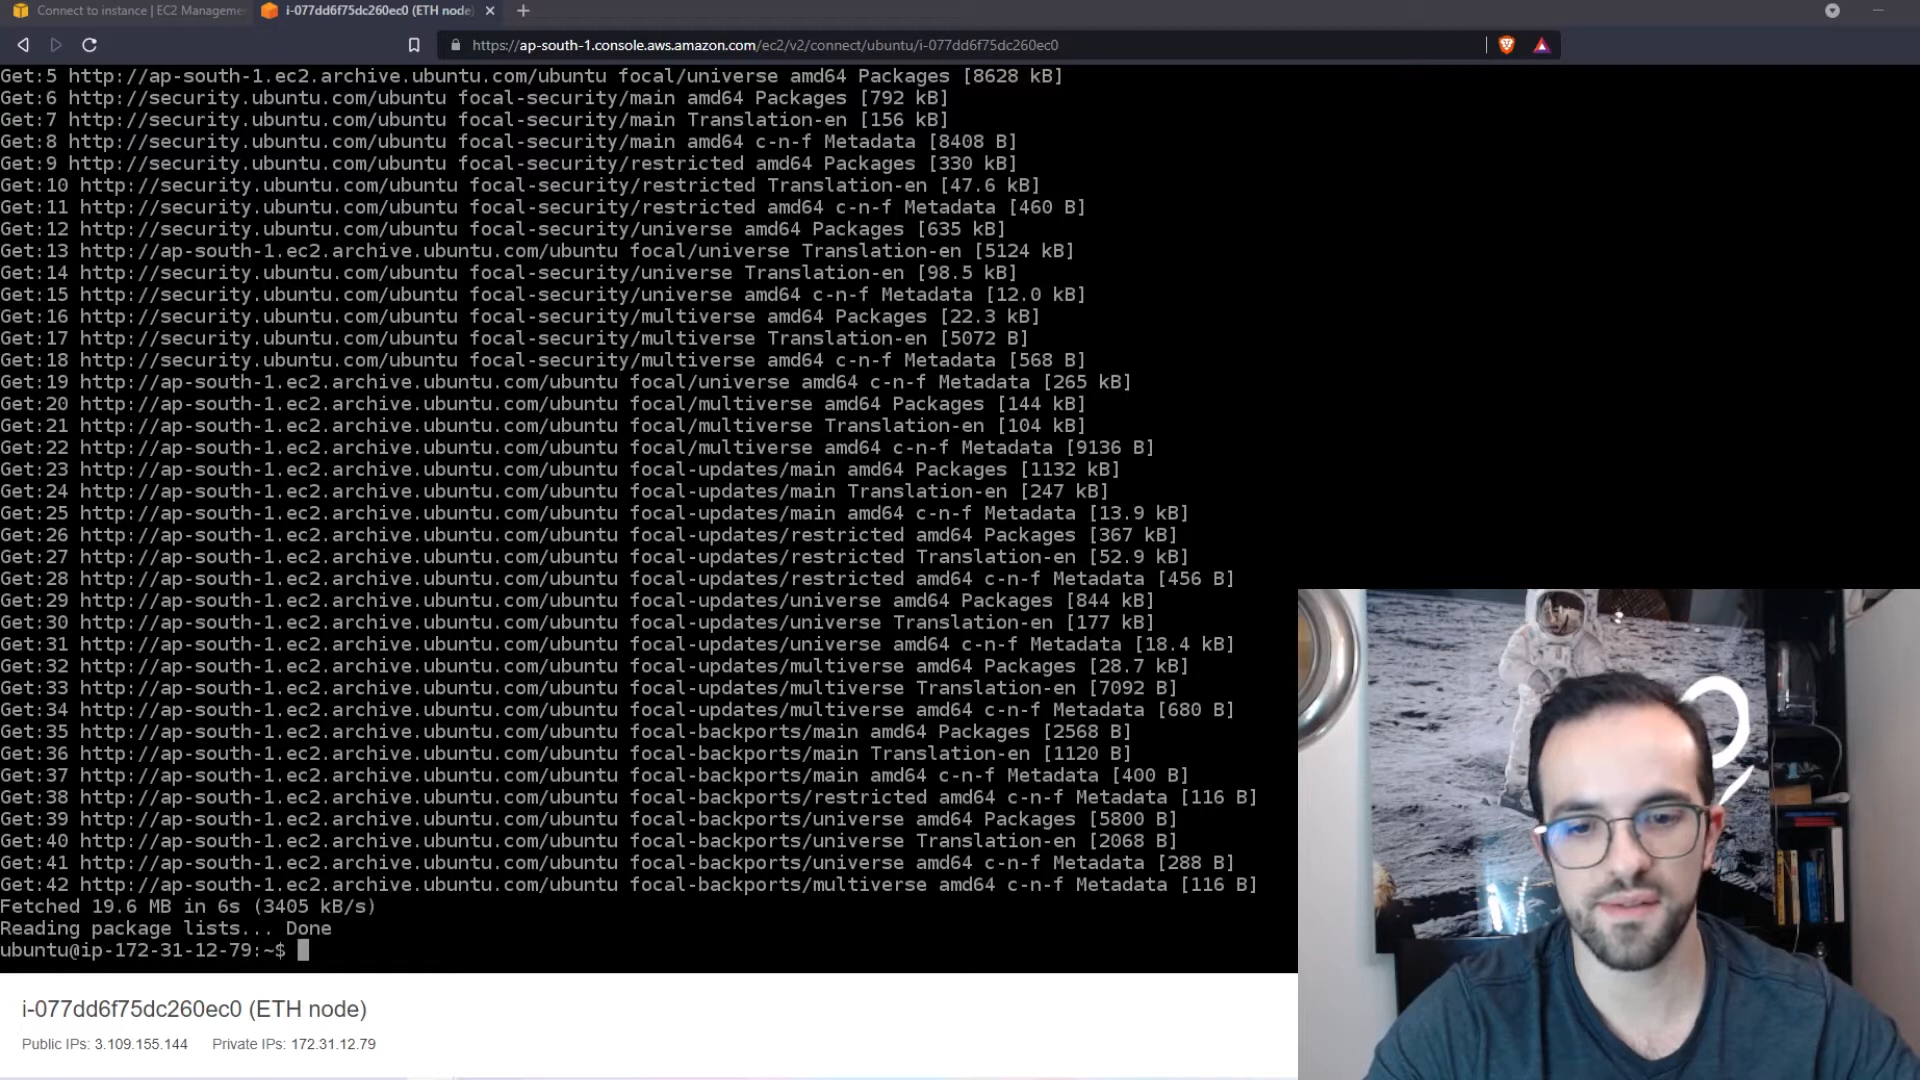 Connect to instance | EC2 Manageme
i-077dd6f75dc260ec0 (ETH node)
https://ap-south-1.console.aws.amazon.com/ec2/v2/connect/ubuntu/i-077dd6f75dc260ec0
Get:5 http://ap-south-1.ec2.archive.ubuntu.com/ubuntu focal/universe amd64 Packages [8628 kB]
Get:6 http://security.ubuntu.com/ubuntu focal-security/main amd64 Packages [792 kB]
Get:7 http://security.ubuntu.com/ubuntu focal-security/main Translation-en [156 kB]
Get:8 http://security.ubuntu.com/ubuntu focal-security/main amd64 c-n-f Metadata [8408 B]
Get:9 http://security.ubuntu.com/ubuntu focal-security/restricted amd64 Packages [330 kB]
Get:10 http://security.ubuntu.com/ubuntu focal-security/restricted Translation-en [47.6 kB]
Get:11 http://security.ubuntu.com/ubuntu focal-security/restricted amd64 c-n-f Metadata [460 B]
Get:12 http://security.ubuntu.com/ubuntu focal-security/universe amd64 Packages [635 kB]
Get:13 http://ap-south-1.ec2.archive.ubuntu.com/ubuntu focal/universe Translation-en [5124 kB]
Get:14 http://security.ubuntu.com/ubuntu focal-security/universe Translation-en [98.5 kB]
Get:15 http://security.ubuntu.com/ubuntu focal-security/universe amd64 c-n-f Metadata [12.0 kB]
Get:16 http://security.ubuntu.com/ubuntu focal-security/multiverse amd64 Packages [22.3 kB]
Get:17 http://security.ubuntu.com/ubuntu focal-security/multiverse Translation-en [5072 B]
Get:18 http://security.ubuntu.com/ubuntu focal-security/multiverse amd64 c-n-f Metadata [568 B]
Get:19 http://ap-south-1.ec2.archive.ubuntu.com/ubuntu focal/universe amd64 c-n-f Metadata [265 kB]
Get:20 http://ap-south-1.ec2.archive.ubuntu.com/ubuntu focal/multiverse amd64 Packages [144 kB]
Get:21 http://ap-south-1.ec2.archive.ubuntu.com/ubuntu focal/multiverse Translation-en [104 kB]
Get:22 http://ap-south-1.ec2.archive.ubuntu.com/ubuntu focal/multiverse amd64 c-n-f Metadata [9136 B]
Get:23 http://ap-south-1.ec2.archive.ubuntu.com/ubuntu focal-updates/main amd64 Packages [1132 kB]
Get:24 http://ap-south-1.ec2.archive.ubuntu.com/ubuntu focal-updates/main Translation-en [247 kB]
Get:25 http://ap-south-1.ec2.archive.ubuntu.com/ubuntu focal-updates/main amd64 c-n-f Metadata [13.9 kB]
Get:26 http://ap-south-1.ec2.archive.ubuntu.com/ubuntu focal-updates/restricted amd64 Packages [367 kB]
Get:27 http://ap-south-1.ec2.archive.ubuntu.com/ubuntu focal-updates/restricted Translation-en [52.9 kB]
Get:28 http://ap-south-1.ec2.archive.ubuntu.com/ubuntu focal-updates/restricted amd64 c-n-f Metadata [456 B]
Get:29 http://ap-south-1.ec2.archive.ubuntu.com/ubuntu focal-updates/universe amd64 Packages [844 kB]
Get:30 http://ap-south-1.ec2.archive.ubuntu.com/ubuntu focal-updates/universe Translation-en [177 kB]
Get:31 http://ap-south-1.ec2.archive.ubuntu.com/ubuntu focal-updates/universe amd64 c-n-f Metadata [18.4 kB]
Get:32 http://ap-south-1.ec2.archive.ubuntu.com/ubuntu focal-updates/multiverse amd64 Packages [28.7 kB]
Get:33 http://ap-south-1.ec2.archive.ubuntu.com/ubuntu focal-updates/multiverse Translation-en [7092 B]
Get:34 http://ap-south-1.ec2.archive.ubuntu.com/ubuntu focal-updates/multiverse amd64 c-n-f Metadata [680 B]
Get:35 http://ap-south-1.ec2.archive.ubuntu.com/ubuntu focal-backports/main amd64 Packages [2568 B]
Get:36 http://ap-south-1.ec2.archive.ubuntu.com/ubuntu focal-backports/main Translation-en [1120 B]
Get:37 http://ap-south-1.ec2.archive.ubuntu.com/ubuntu focal-backports/main amd64 c-n-f Metadata [400 B]
Get:38 http://ap-south-1.ec2.archive.ubuntu.com/ubuntu focal-backports/restricted amd64 c-n-f Metadata [116 B]
Get:39 http://ap-south-1.ec2.archive.ubuntu.com/ubuntu focal-backports/universe amd64 Packages [5800 B]
Get:40 http://ap-south-1.ec2.archive.ubuntu.com/ubuntu focal-backports/universe Translation-en [2068 B]
Get:41 http://ap-south-1.ec2.archive.ubuntu.com/ubuntu focal-backports/universe amd64 c-n-f Metadata [288 B]
Get:42 http://ap-south-1.ec2.archive.ubuntu.com/ubuntu focal-backports/multiverse amd64 c-n-f Metadata [116 B]
Fetched 19.6 MB in 6s (3405 kB/s)
Reading package lists... Done
ubuntu@ip-172-31-12-79:~$
i-077dd6f75dc260ec0 (ETH node)
Public IPs: 3.109.155.144 Private IPs: 172.31.12.79